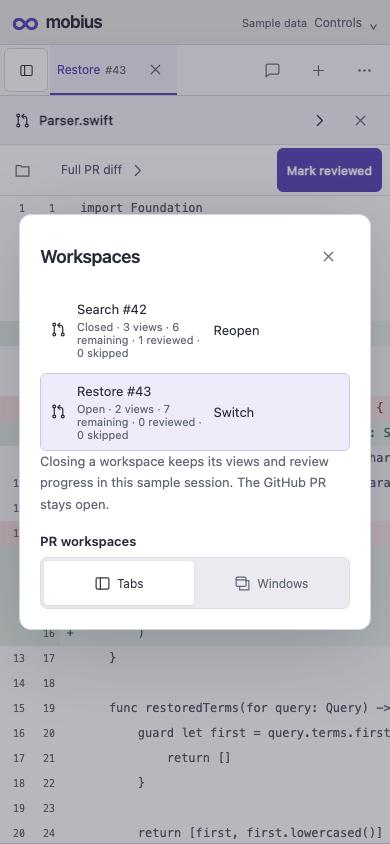 mobius
Sample data Controls
Restore #43
Parser.swift
Full PR diff
Mark reviewed
1 1 import Foundation
Workspaces
Search #42
Closed · 3 views · 6
remaining · 1 reviewed ·
0 skipped
Reopen
{
Restore #43
Open · 2 views · 7
remaining · 0 reviewed ·
0 skipped
Switch
: S
Closing a workspace keeps its views and review
progress in this sample session. The GitHub PR
stays open.
PR workspaces
Tabs
Windows
16 + )
13 17 }
14 18
15 19 func restoredTerms(for query: Query) ->
16 20 guard let first = query.terms.first
17 21 return []
18 22 }
19 23
20 24 return [first, first.lowercased()]